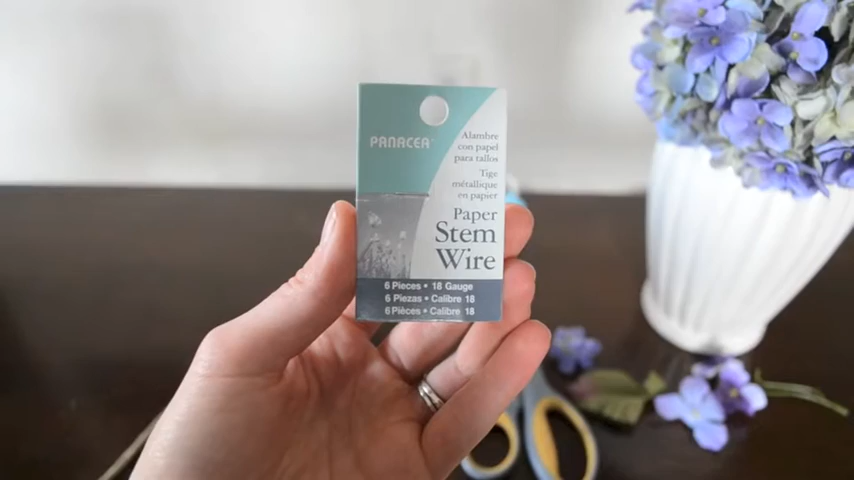 PANACEA
Alambre
con papel
para tallos
Tige
métallique
en papier
Paper
Stem
Wire
6 Pieces • 18 Gauge
6 Piezas • Calibre 18
6 Pièces • Calibre 18